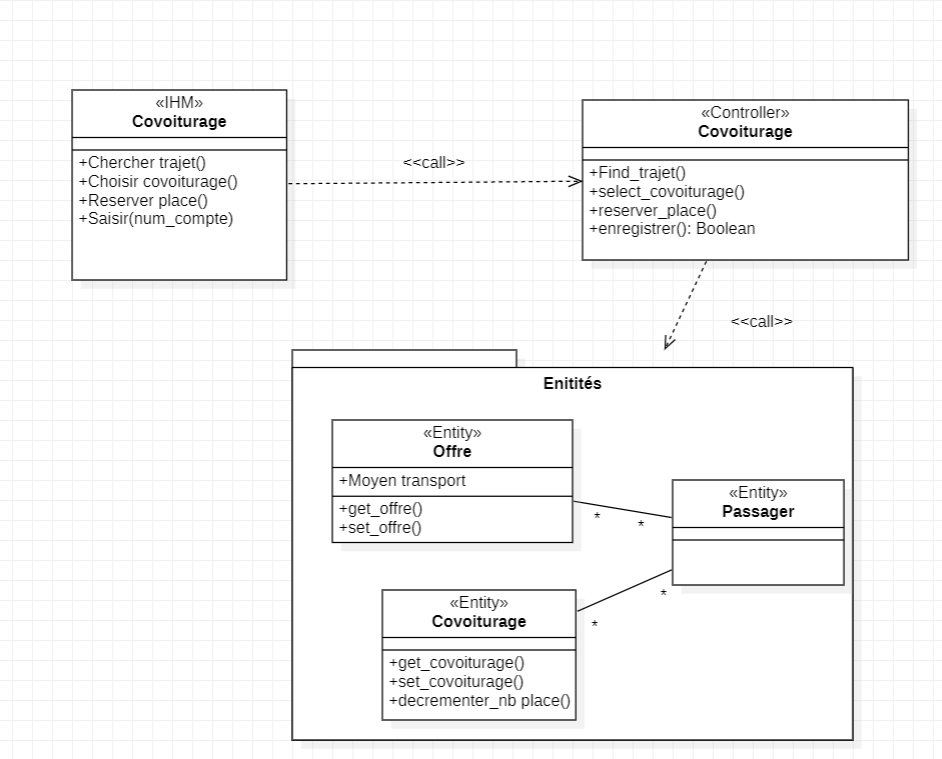 «IHM»
Covoiturage
+Chercher trajet()
+Choisir covoiturage()
+Reserver place()
+Saisir(num_compte)
<<call>>
«Controller»
Covoiturage
+Find_trajet()
+select_covoiturage()
+reserver_place()
+enregistrer(): Boolean
<<call>>
Enitités
«Entity»
Offre
+Moyen transport
+get_offre()
+set_offre()
*
*
«Entity»
Passager
*
*
«Entity»
Covoiturage
+get_covoiturage()
+set_covoiturage()
+decrementer_nb place()